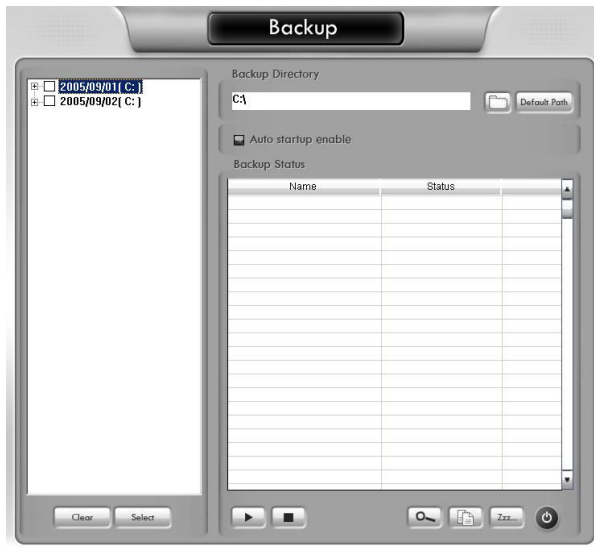 Backup
2005/09/01( C: )
2005/09/02( C: )
Clear Select
Backup Directory
C:\
Default Path
Auto startup enable
Backup Status
Name Status
Zzz...